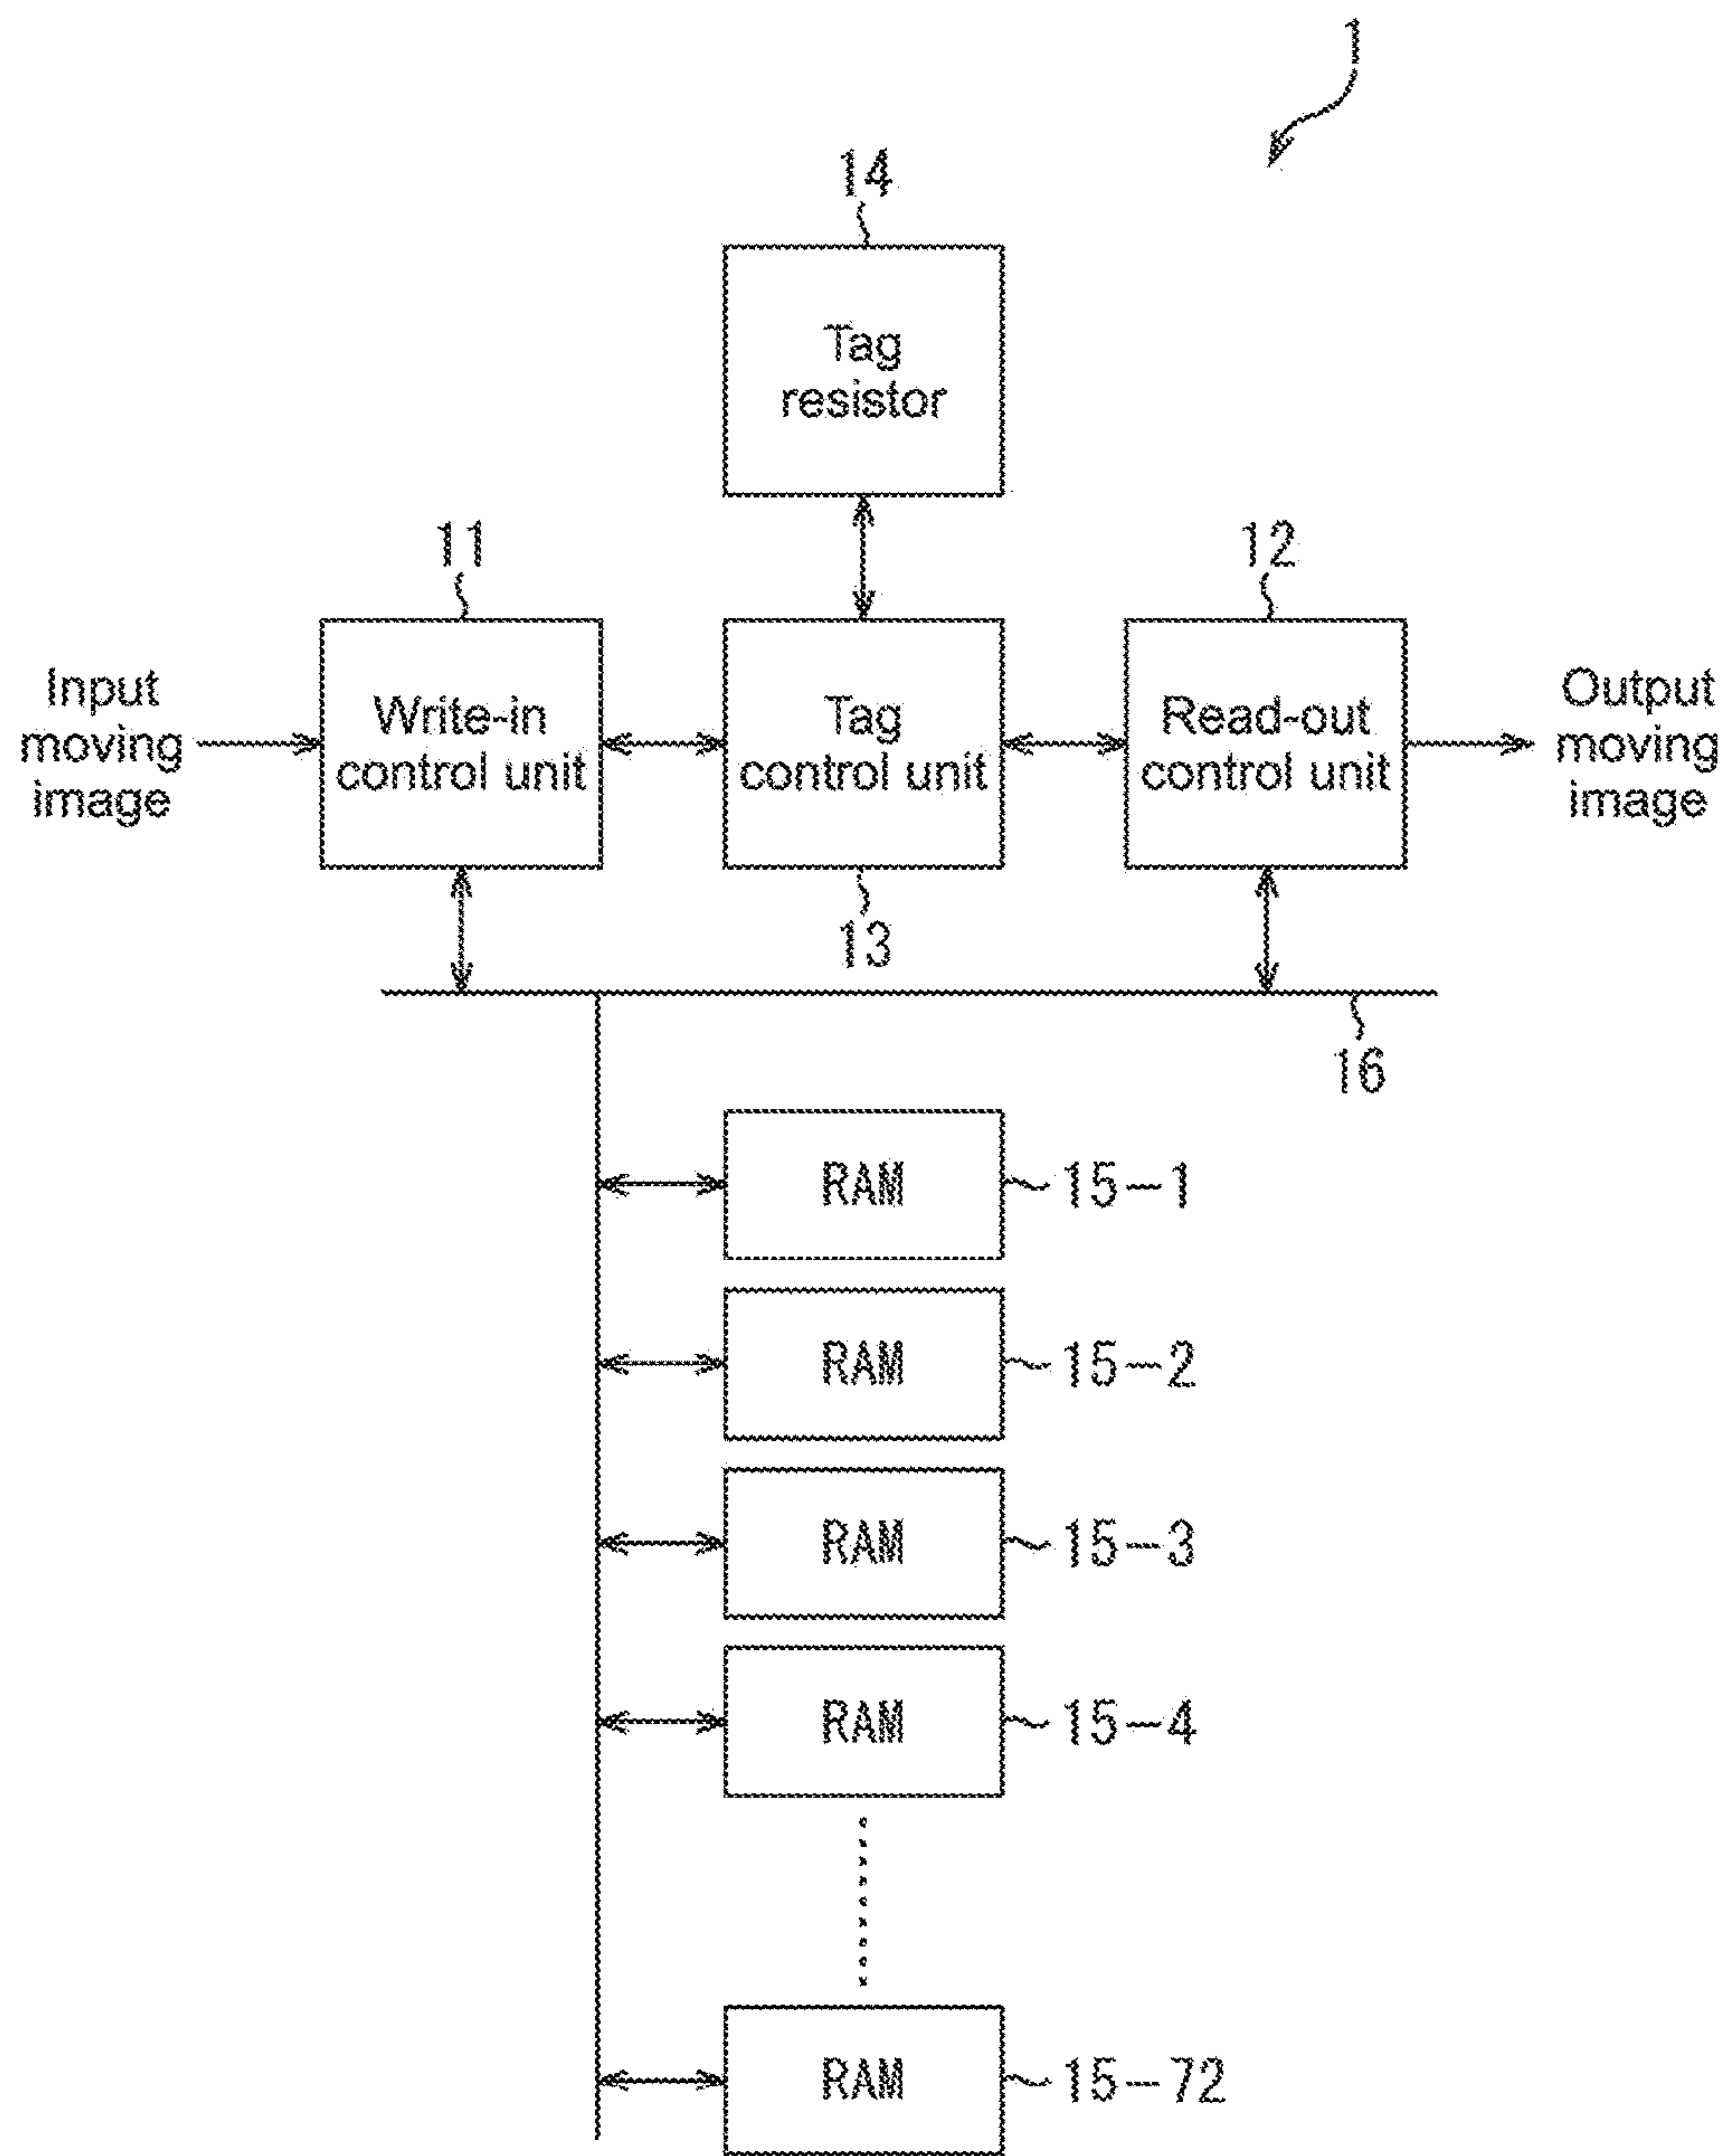 1
14
Tag
resistor
11
12
Input
moving
image
Write-in
control unit
Tag
control unit
Read-out
control unit
Output
moving
image
13
16
RAM
15-1
RAM
15-2
RAM
15-3
RAM
15-4
RAM
15-72